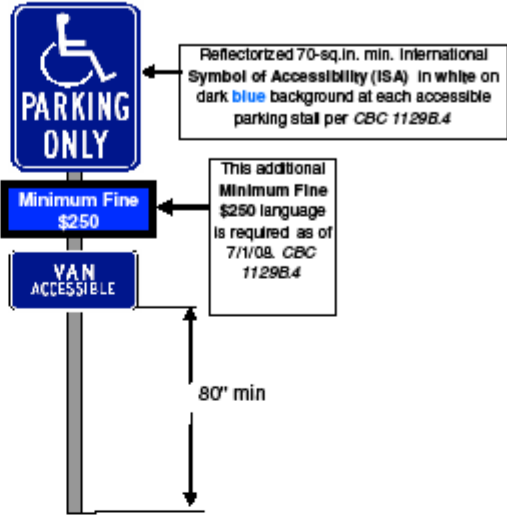 PARKING
ONLY
Reflectorized 70-sq.in. min. International
Symbol of Accessibility (ISA) in white on
dark blue background at each accessible
parking stall per CBC 1129B.4
Minimum Fine
$250
This additional
Minimum Fine
$250 language
is required as of
7/1/08. CBC
1129B.4
VAN
ACCESSIBLE
80" min